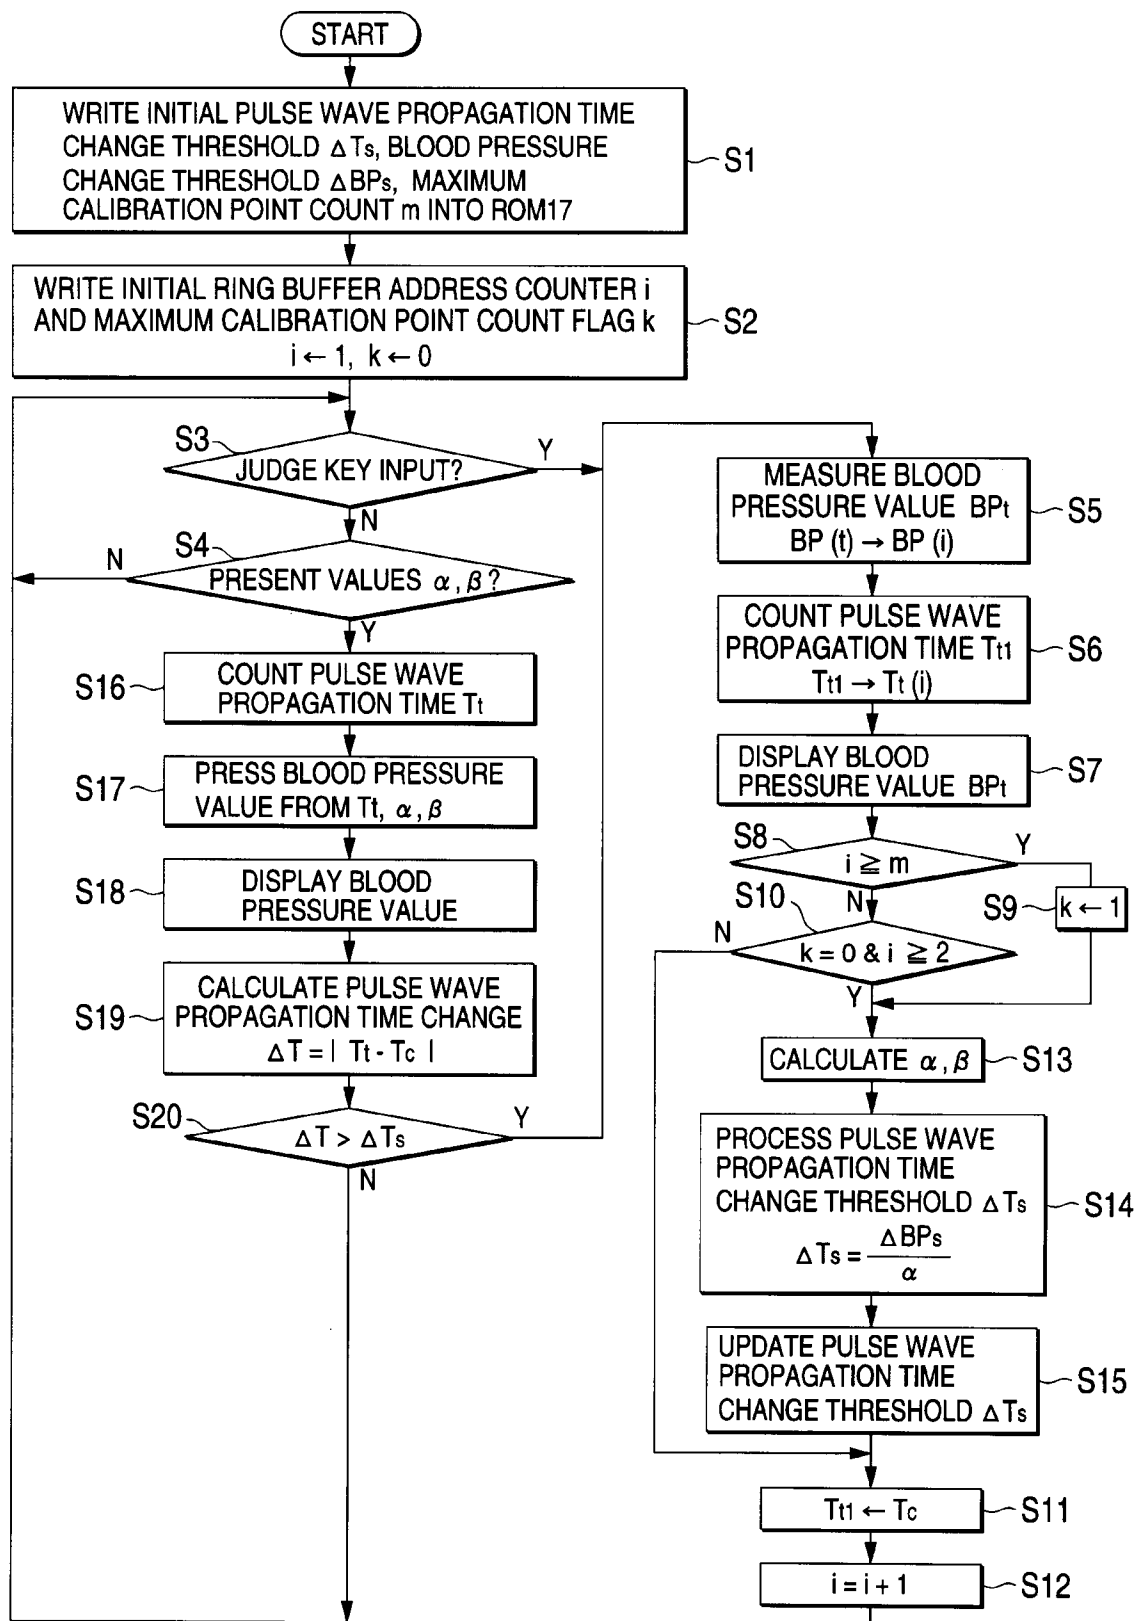 START
WRITE INITIAL PULSE WAVE PROPAGATION TIME
CHANGE THRESHOLD ΔTs, BLOOD PRESSURE
CHANGE THRESHOLD ΔBPs, MAXIMUM
CALIBRATION POINT COUNT m INTO ROM17
S1
WRITE INITIAL RING BUFFER ADDRESS COUNTER i
AND MAXIMUM CALIBRATION POINT COUNT FLAG k
i ← 1, k ← 0
S2
S3
JUDGE KEY INPUT?
Y
N
S4
PRESENT VALUES α, β?
N
Y
S16
COUNT PULSE WAVE
PROPAGATION TIME Tt
S17
PRESS BLOOD PRESSURE
VALUE FROM Tt, α, β
S18
DISPLAY BLOOD
PRESSURE VALUE
S19
CALCULATE PULSE WAVE
PROPAGATION TIME CHANGE
ΔT = | Tt - Tc |
S20
ΔT > ΔTs
Y
N
MEASURE BLOOD
PRESSURE VALUE BPt
BP (t) → BP (i)
S5
COUNT PULSE WAVE
PROPAGATION TIME Tt1
Tt1 → Tt (i)
S6
DISPLAY BLOOD
PRESSURE VALUE BPt
S7
S8
i ≧ m
Y
N
S9
k ← 1
S10
k = 0 & i ≧ 2
N
Y
CALCULATE α, β
S13
PROCESS PULSE WAVE
PROPAGATION TIME
CHANGE THRESHOLD ΔTs
ΔTs = ΔBPs / α
S14
UPDATE PULSE WAVE
PROPAGATION TIME
CHANGE THRESHOLD ΔTs
S15
Tt1 ← Tc
S11
i = i + 1
S12